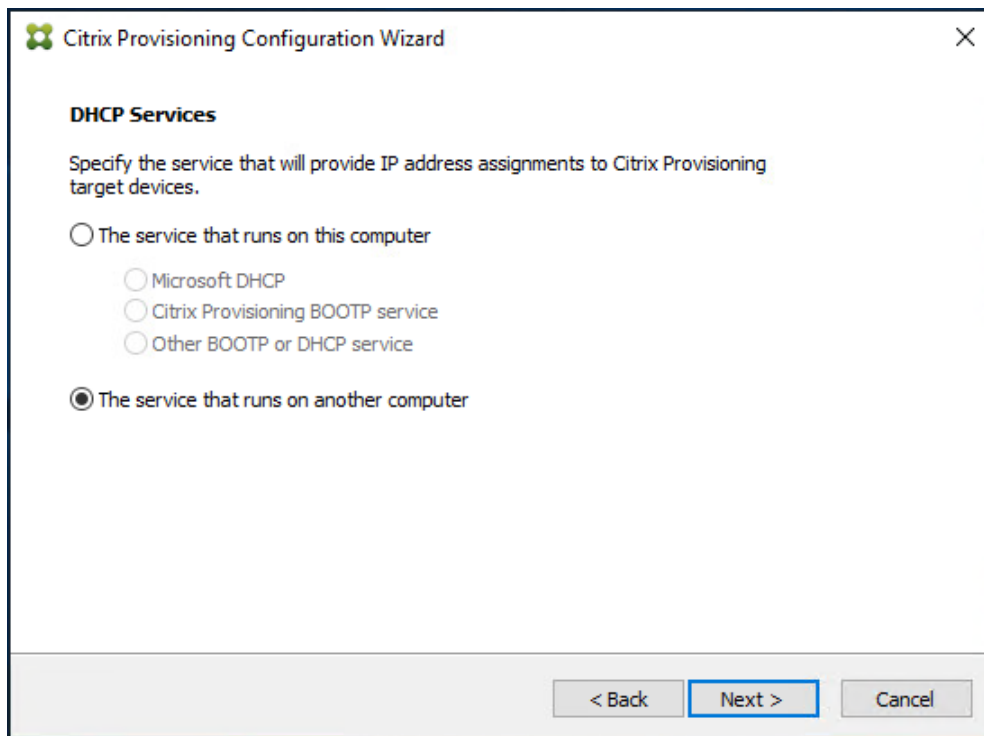 Citrix Provisioning Configuration Wizard
DHCP Services
Specify the service that will provide IP address assignments to Citrix Provisioning
target devices.
The service that runs on this computer
Microsoft DHCP
Citrix Provisioning BOOTP service
Other BOOTP or DHCP service
The service that runs on another computer
< Back
Next >
Cancel